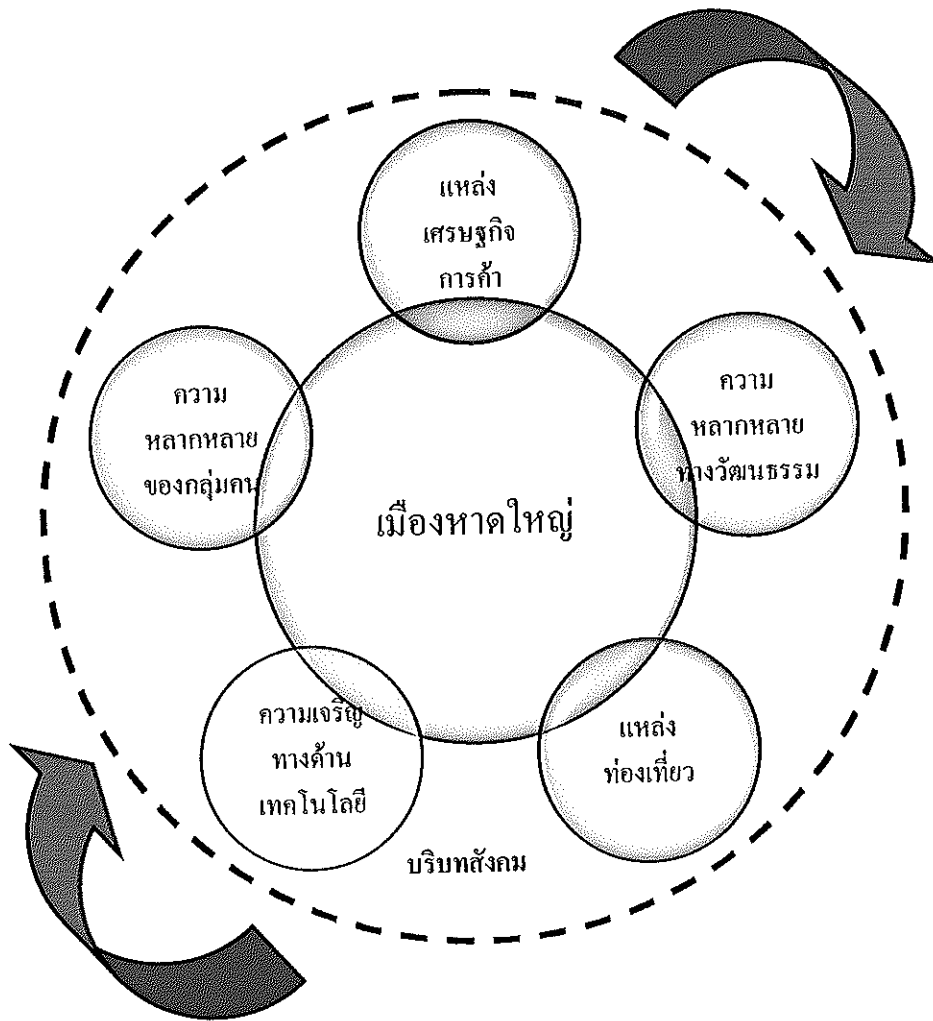 แหล่ง
เศรษฐกิจ
การค้า
ความ
หลากหลาย
ของกลุ่มคน
ความ
หลากหลาย
ทางวัฒนธรรม
เมืองหาดใหญ่
ความเจริญ
ทางด้าน
เทคโนโลยี
แหล่ง
ท่องเที่ยว
บริบทสังคม